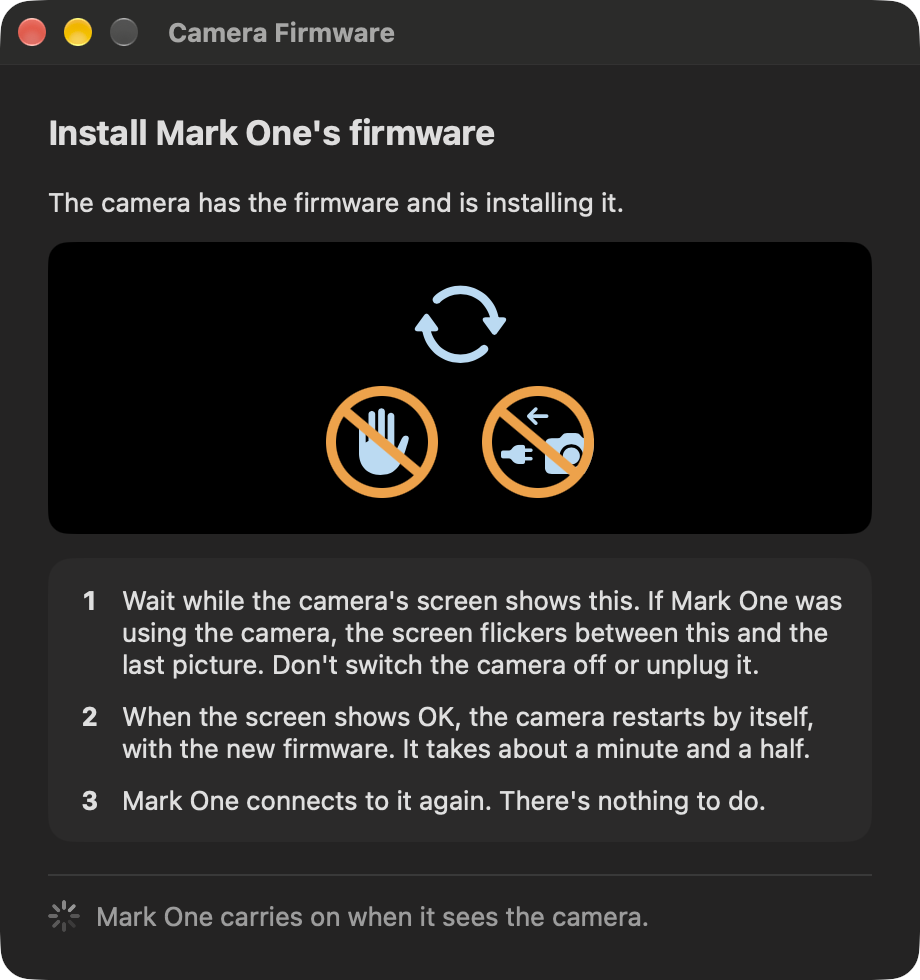 Camera Firmware
Install Mark One's firmware
The camera has the firmware and is installing it.
1 Wait while the camera's screen shows this. If Mark One was
using the camera, the screen flickers between this and the
last picture. Don't switch the camera off or unplug it.
2 When the screen shows OK, the camera restarts by itself,
with the new firmware. It takes about a minute and a half.
3 Mark One connects to it again. There's nothing to do.
Mark One carries on when it sees the camera.